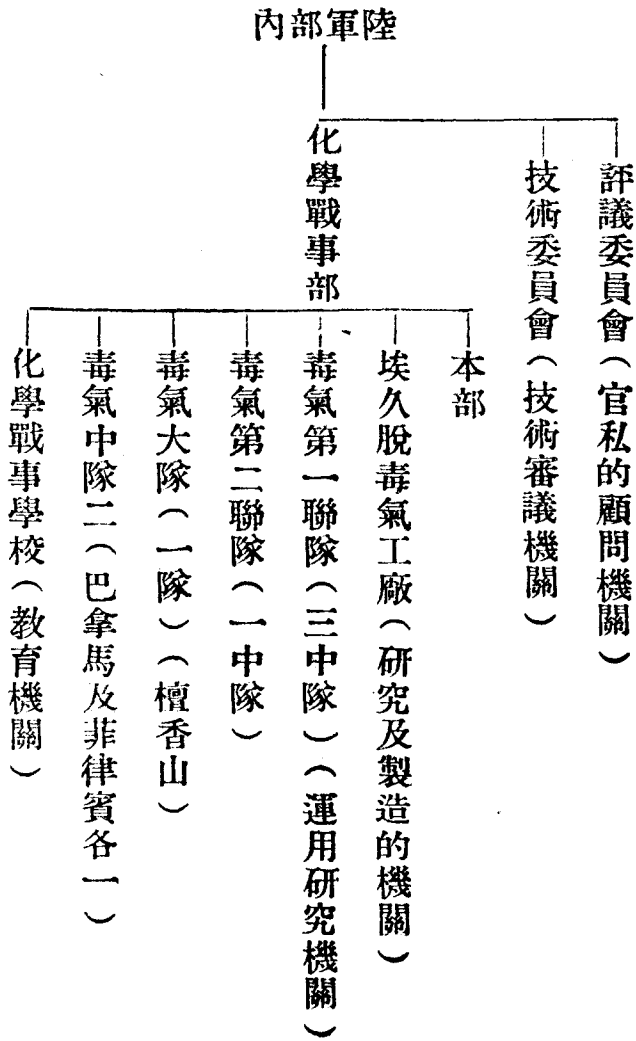 陸軍部內
評議委員會(官私的顧問機關)
技術委員會(技術審議機關)
化學戰事部
本部
埃久脫毒氣工廠(研究及製造的機關)
毒氣第一聯隊(三中隊)(運用研究機關)
毒氣第二聯隊(一中隊)
毒氣大隊(一隊)(檀香山)
毒氣中隊二(巴拿馬及菲律賓各一)
化學戰事學校(教育機關)